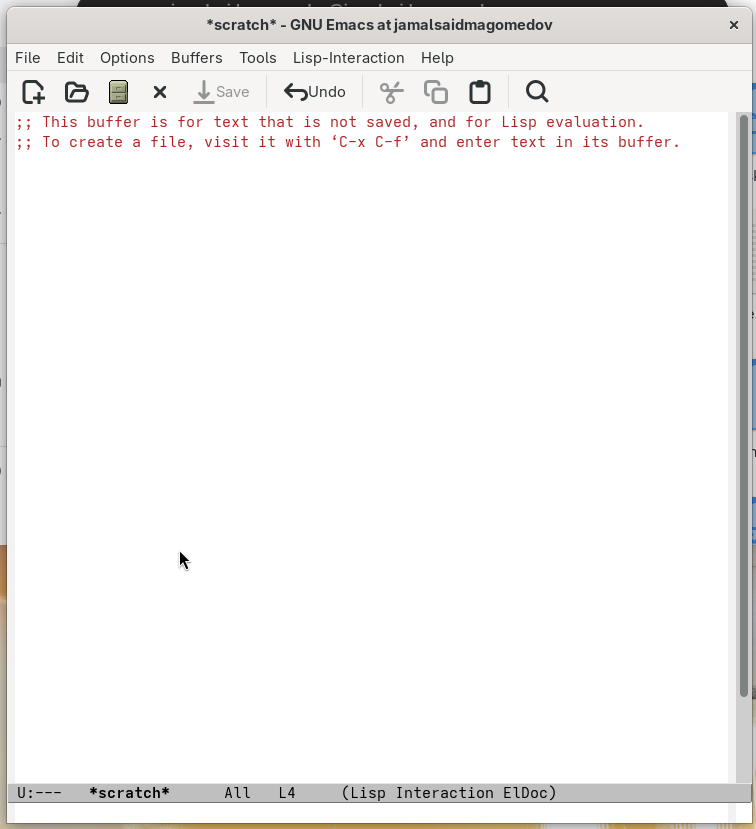 *scratch* - GNU Emacs at jamalsaidmagomedov
File Edit Options Buffers Tools Lisp-Interaction Help
Save Undo
;; This buffer is for text that is not saved, and for Lisp evaluation.
;; To create a file, visit it with ‘C-x C-f’ and enter text in its buffer.
U:--- *scratch* All L4 (Lisp Interaction ElDoc)